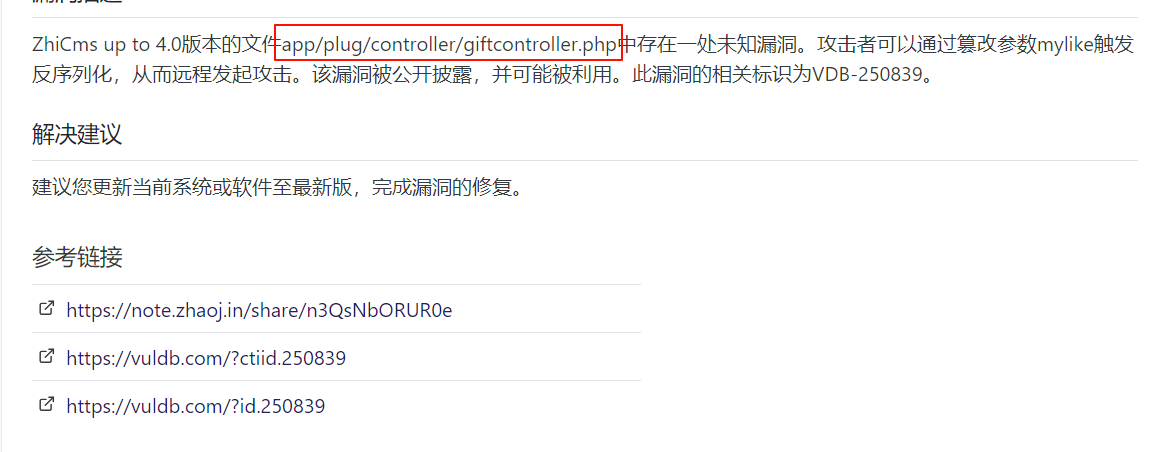 ZhiCms up to 4.0版本的文件app/plug/controller/giftcontroller.php中存在一处未知漏洞。攻击者可以通过篡改参数mylike触发
反序列化，从而远程发起攻击。该漏洞被公开披露，并可能被利用。此漏洞的相关标识为VDB-250839。
解决建议
建议您更新当前系统或软件至最新版，完成漏洞的修复。
参考链接
https://note.zhaoj.in/share/n3QsNbORUR0e
https://vuldb.com/?ctiid.250839
https://vuldb.com/?id.250839